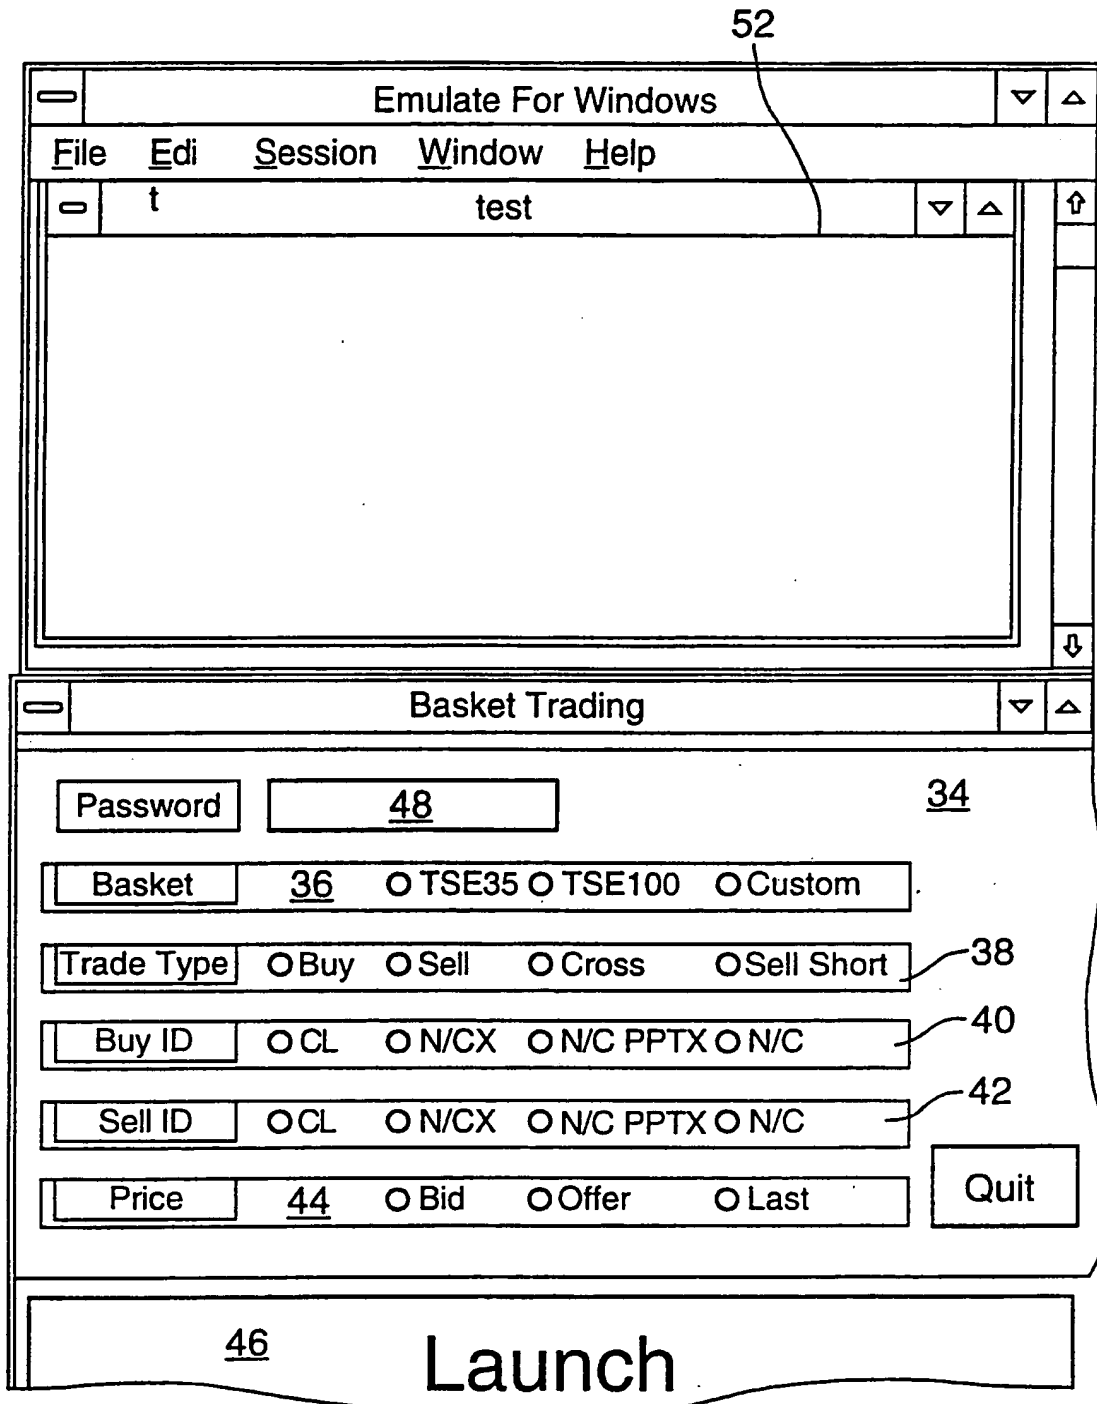 52
Emulate For Windows
File Edi Session Window Help
t test
Basket Trading
Password 48 34
Basket 36 TSE35 TSE100 Custom
Trade Type Buy Sell Cross Sell Short 38
Buy ID CL N/CX N/C PPTX N/C 40
Sell ID CL N/CX N/C PPTX N/C 42
Price 44 Bid Offer Last Quit
46 Launch